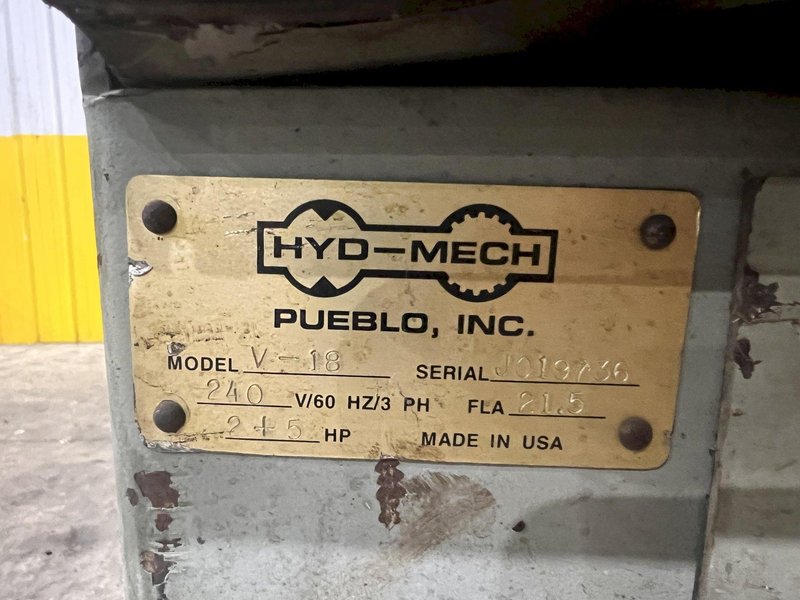 HYD-MECH
PUEBLO, INC.
MODEL V-18 SERIAL J019736
240 V/60 HZ/3 PH FLA 21.5
2+5 HP MADE IN USA